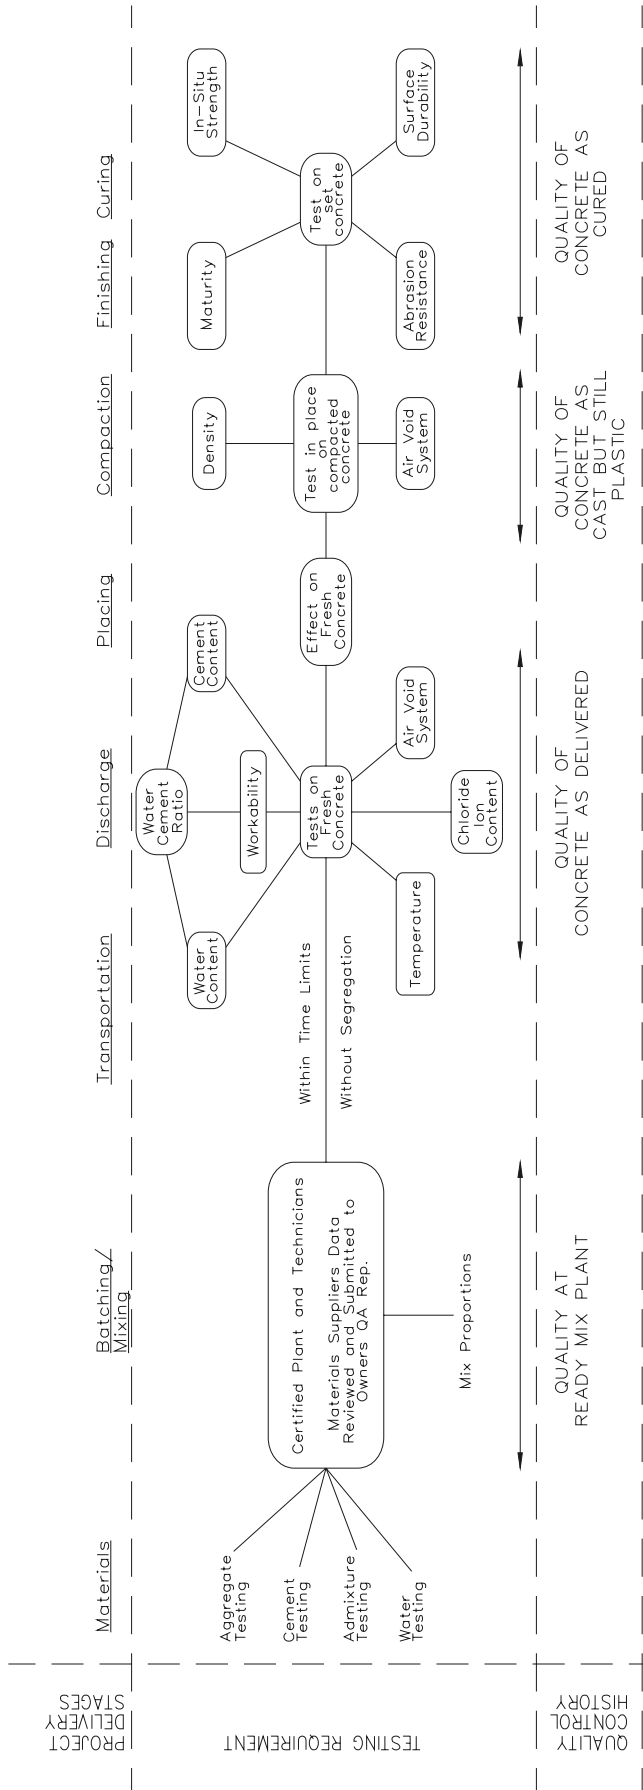 PROJECT
DELIVERY
STAGES
Materials
Batching/
Mixing
Transportation
Discharge
Placing
Compaction
Finishing
Curing
TESTING REQUIREMENT
Aggregate
Testing
Cement
Testing
Admixture
Testing
Water
Testing
Certified Plant and Technicians
Materials Suppliers Data
Reviewed and Submitted to
Owners QA Rep.
Mix Proportions
Within Time Limits
Without Segregation
Water
Cement
Ratio
Water
Content
Cement
Content
Workability
Tests on
Fresh
Concrete
Temperature
Chloride
Ion
Content
Air Void
System
Effect on
Fresh
Concrete
Density
Test in place
on
compacted
concrete
Air Void
System
Maturity
In-Situ
Strength
Test on
set
concrete
Abrasion
Resistance
Surface
Durability
QUALITY
CONTROL
HISTORY
QUALITY AT
READY MIX PLANT
QUALITY OF
CONCRETE AS DELIVERED
QUALITY OF
CONCRETE AS
CAST BUT STILL
PLASTIC
QUALITY OF
CONCRETE AS
CURED